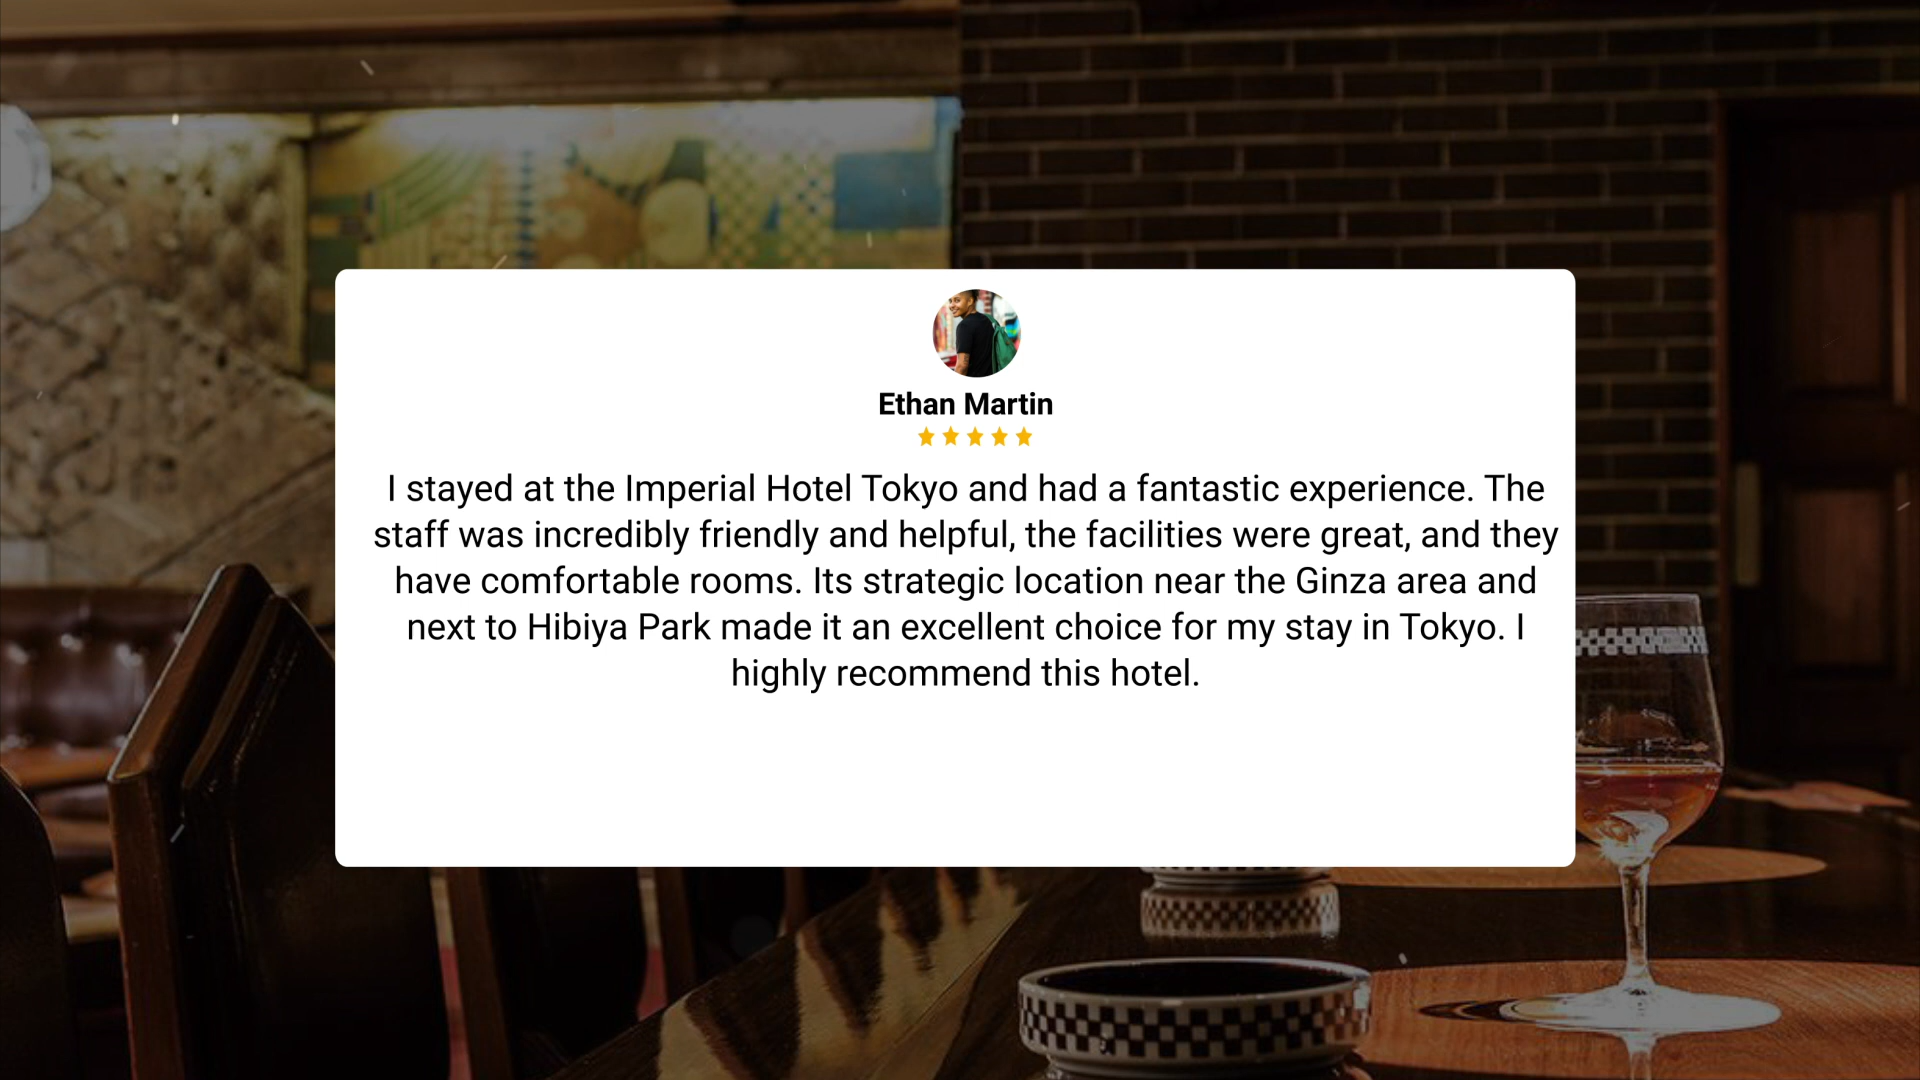 Ethan Martin
I stayed at the Imperial Hotel Tokyo and had a fantastic experience. The
staff was incredibly friendly and helpful, the facilities were great, and they
have comfortable rooms. Its strategic location near the Ginza area and
next to Hibiya Park made it an excellent choice for my stay in Tokyo. I
highly recommend this hotel.